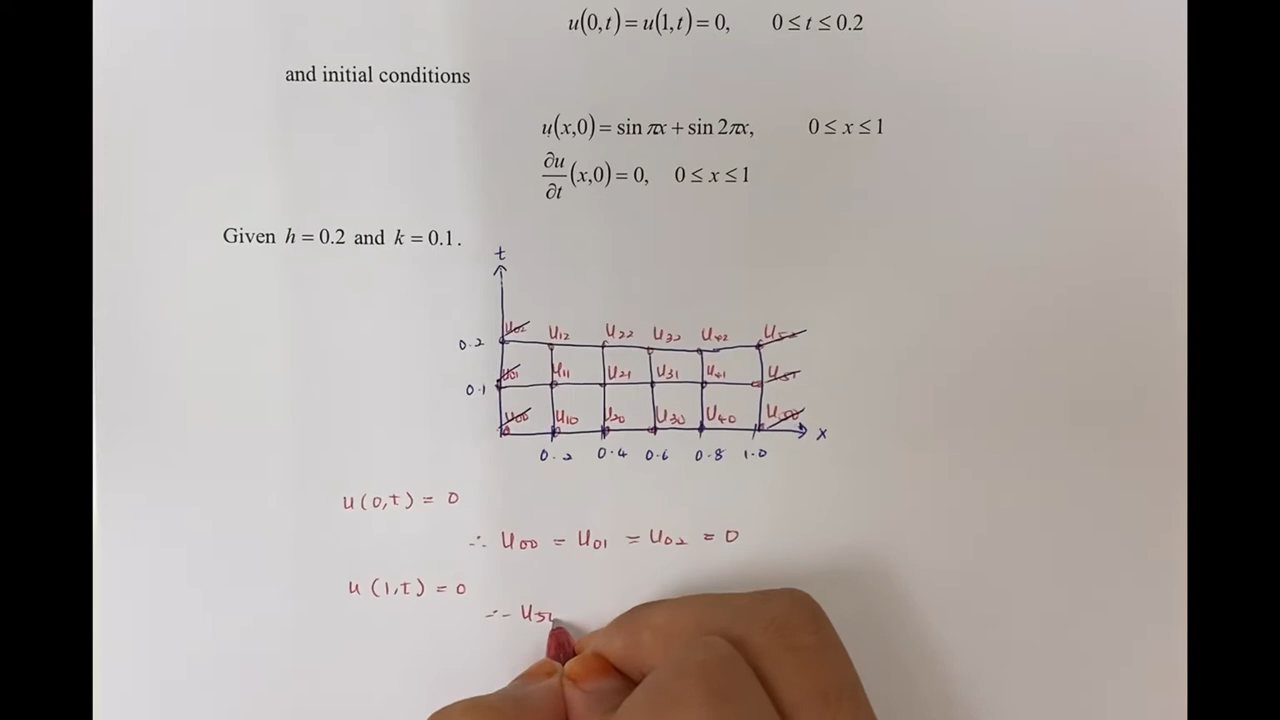 u(0,t) = u(1,t) = 0, 0 ≤ t ≤ 0.2
and initial conditions
u(x,0) = sin πx + sin 2πx, 0 ≤ x ≤ 1
∂u/∂t (x,0) = 0, 0 ≤ x ≤ 1
Given h = 0.2 and k = 0.1.
t
0.2 u02 u12 u22 u32 u42 u52
0.1 u01 u11 u21 u31 u41 u51
u00 u10 u20 u30 u40
x
0.2 0.4 0.6 0.8 1.0
u(0,t) = 0
∴ u00 = u01 = u02 = 0
u(1,t) = 0
∴ u5